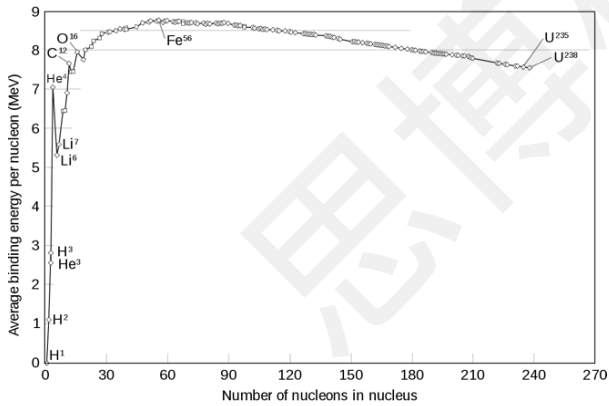 Average binding energy per nucleon (MeV)
9
8
7
6
5
4
3
2
1
0
O¹⁶
C¹²
He⁴
Li⁷
Li⁶
H³
He³
H²
H¹
Fe⁵⁶
U²³⁵
U²³⁸
0 30 60 90 120 150 180 210 240 270
Number of nucleons in nucleus
思博